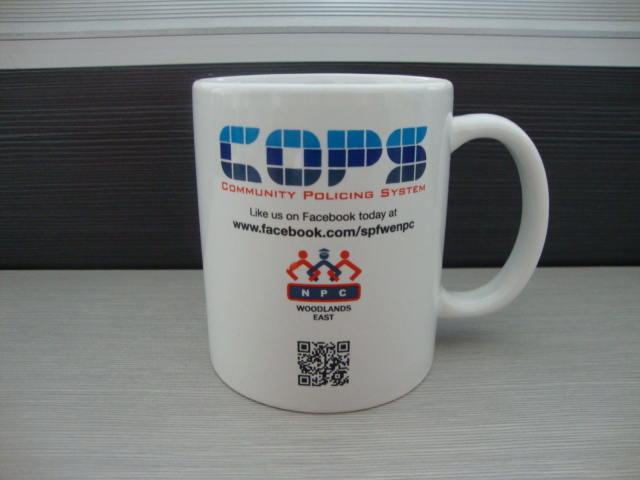 COPS
COMMUNITY POLICING SYSTEM
Like us on Facebook today at
www.facebook.com/spfwenpc
NPC
WOODLANDS
EAST